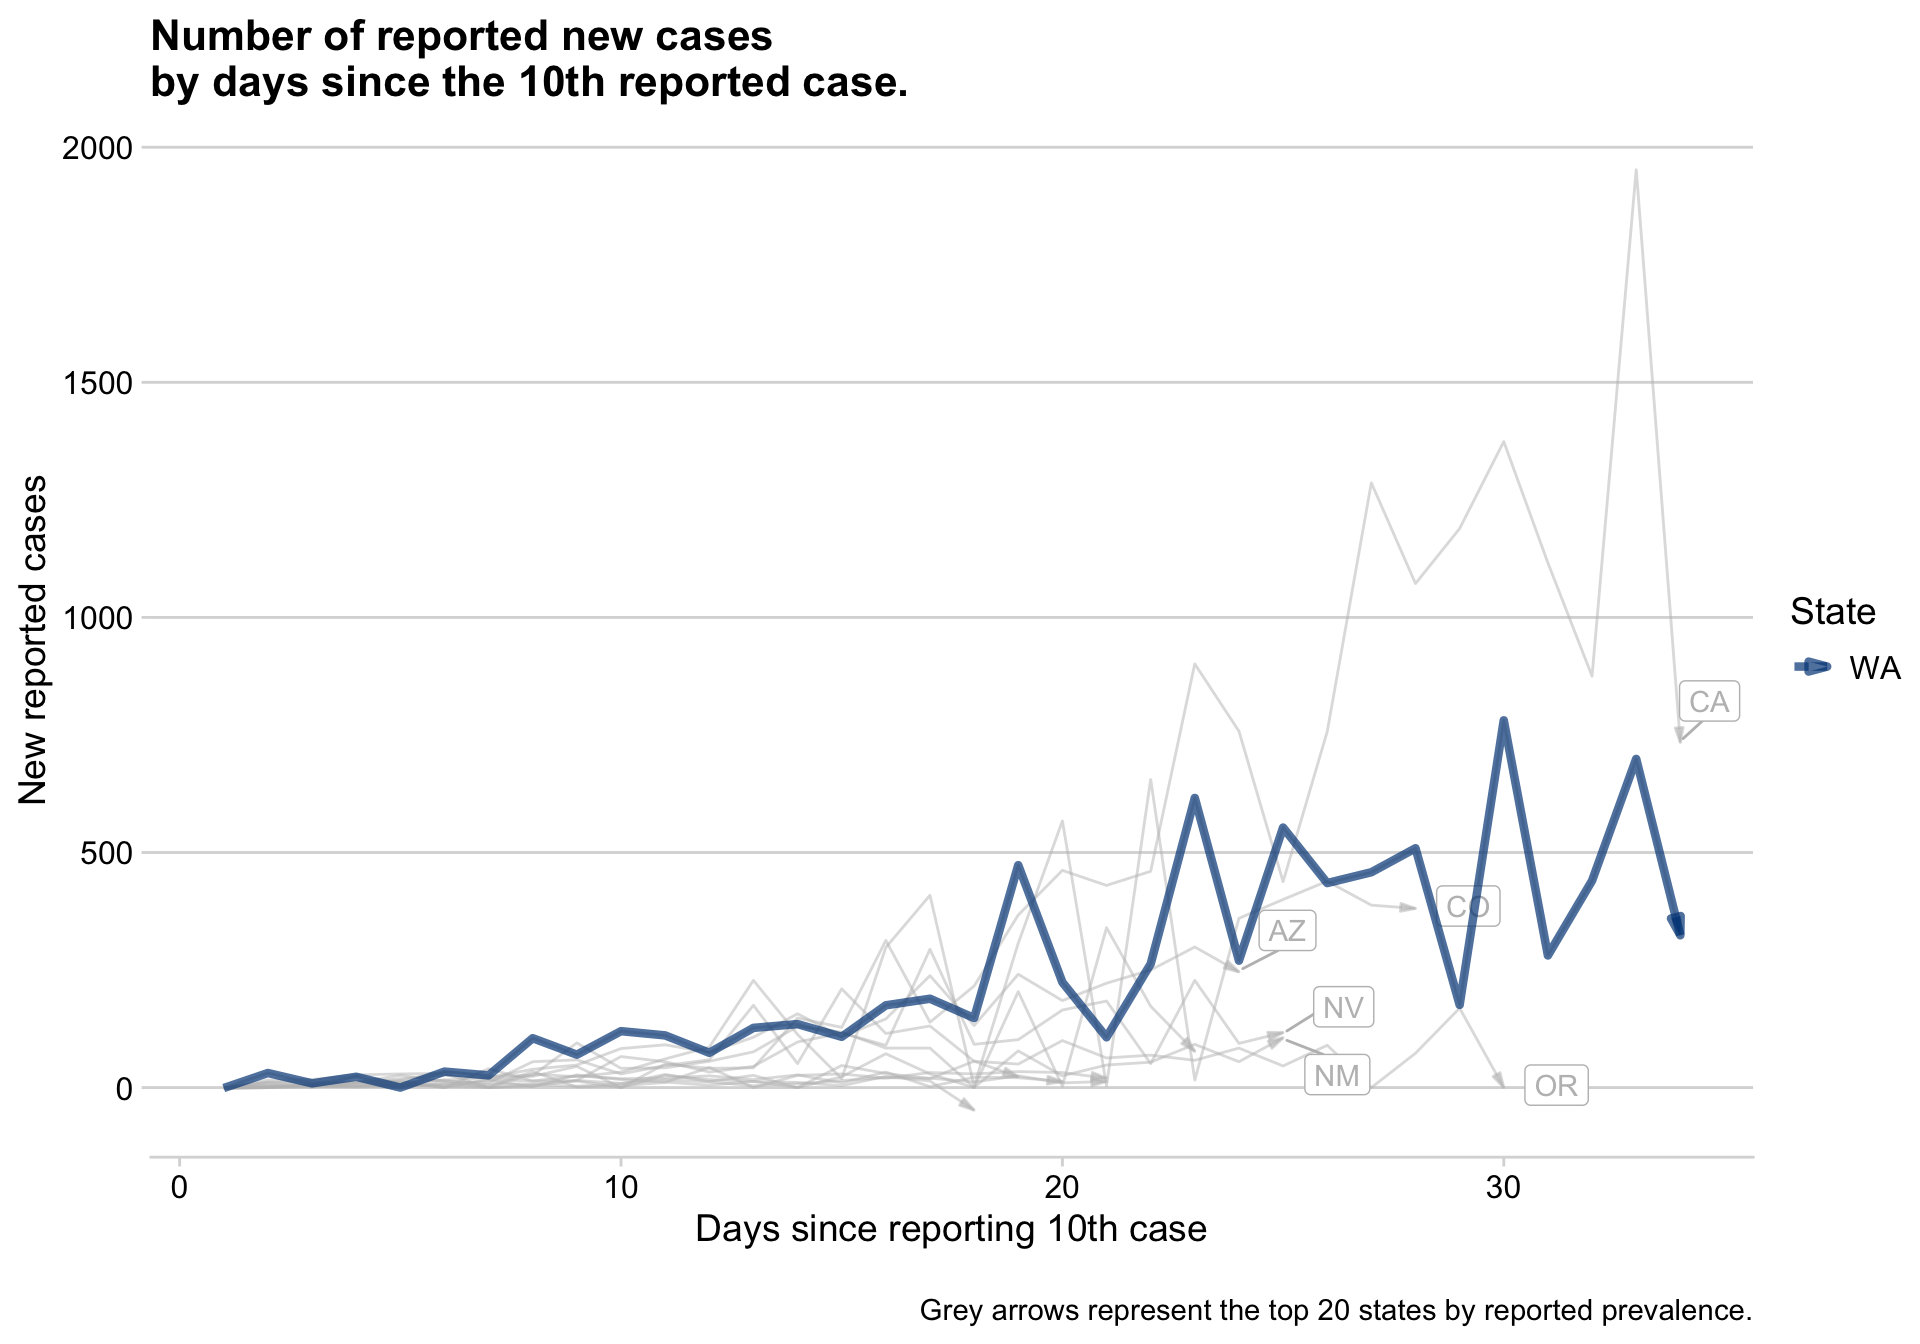 Number of reported new cases
by days since the 10th reported case.
2000
1500
1000
500
0
New reported cases
CA
CO
AZ
NV
NM
OR
State
WA
0
10
20
30
Days since reporting 10th case
Grey arrows represent the top 20 states by reported prevalence.